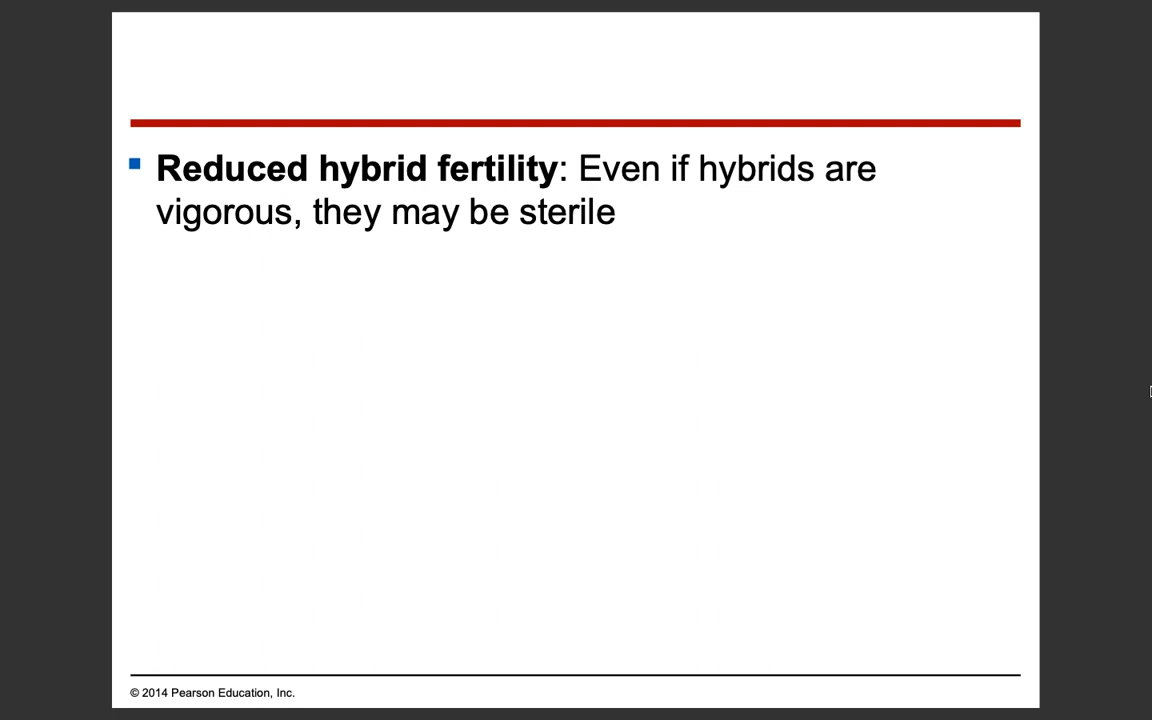 Reduced hybrid fertility: Even if hybrids are
vigorous, they may be sterile
© 2014 Pearson Education, Inc.